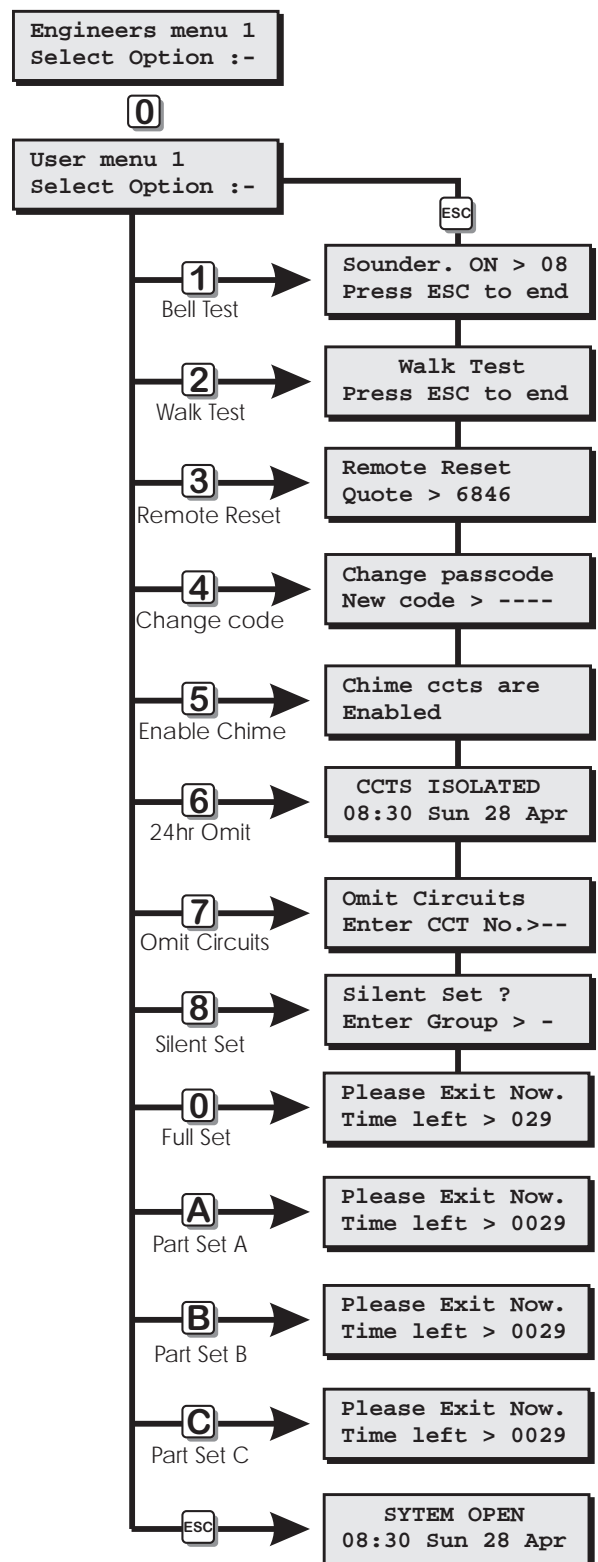 Engineers menu 1
Select Option :-
0
User menu 1
Select Option :-
ESC
1
Bell Test
Sounder. ON > 08
Press ESC to end
2
Walk Test
Walk Test
Press ESC to end
3
Remote Reset
Remote Reset
Quote > 6846
4
Change code
Change passcode
New code > ----
5
Enable Chime
Chime ccts are
Enabled
6
24hr Omit
CCTS ISOLATED
08:30 Sun 28 Apr
7
Omit Circuits
Omit Circuits
Enter CCT No.>--
8
Silent Set
Silent Set ?
Enter Group > -
0
Full Set
Please Exit Now.
Time left > 029
A
Part Set A
Please Exit Now.
Time left > 0029
B
Part Set B
Please Exit Now.
Time left > 0029
C
Part Set C
Please Exit Now.
Time left > 0029
ESC
SYTEM OPEN
08:30 Sun 28 Apr